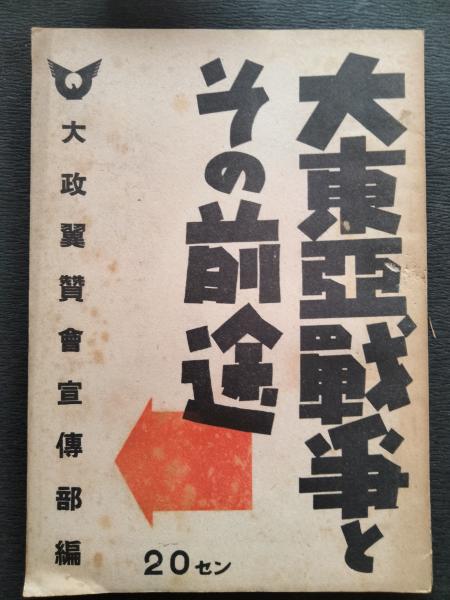 大東亞戰爭と
その前途
大政翼贊會宣傳部編
20セン